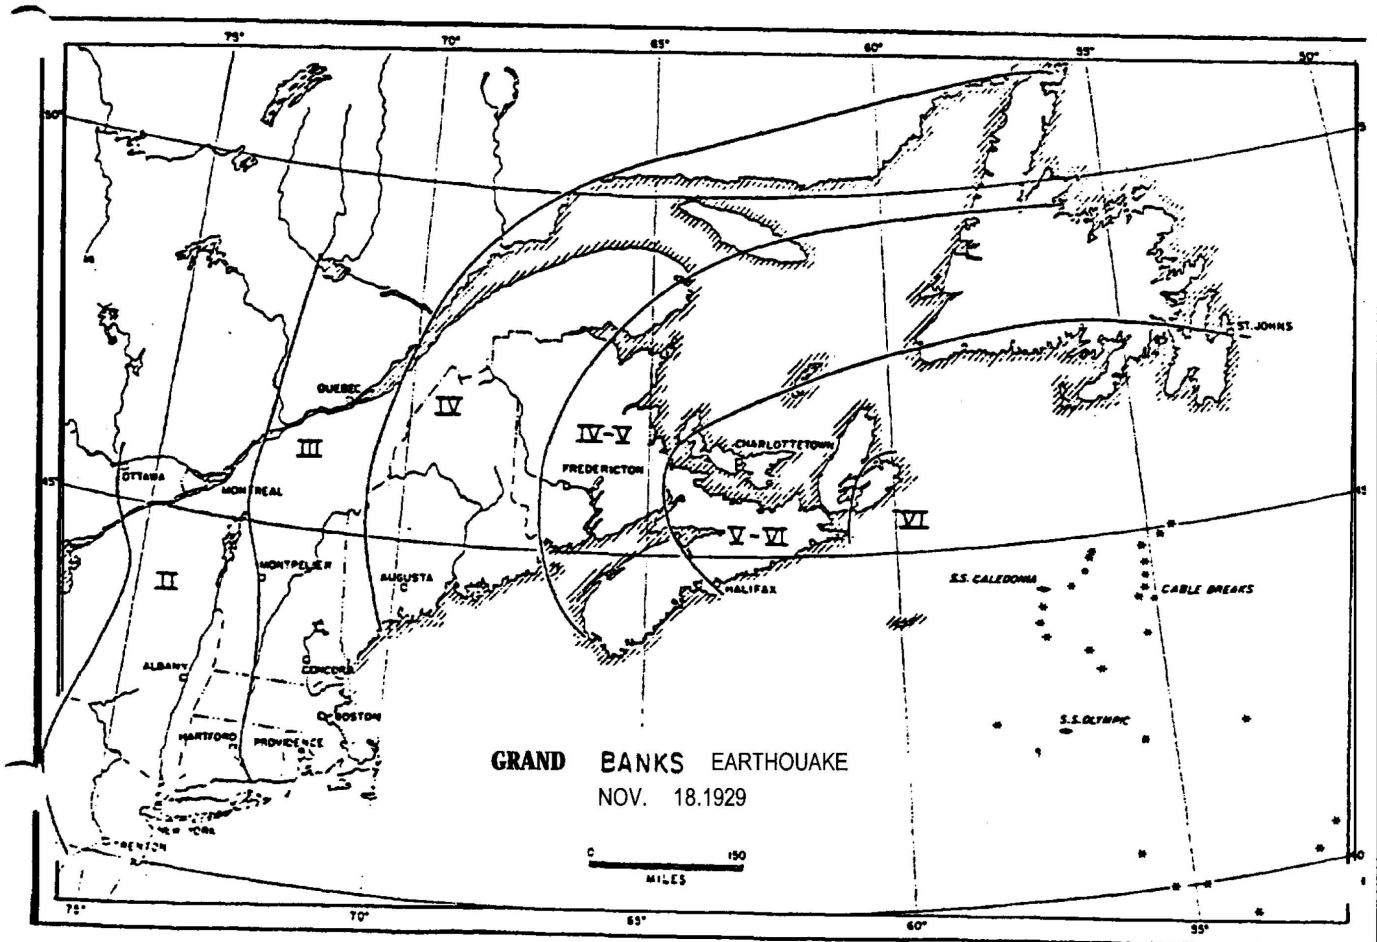 75° 70° 65° 60° 55° 50°
50°
ST. JOHNS
QUEBEC
IV
III
IV-V
CHARLOTTETOWN
FREDERICTON
OTTAWA
45°
MONTREAL
VI
V-VI
MONTPELIER
II
AUGUSTA
HALIFAX
S.S. CALEDONIA
CABLE BREAKS
ALBANY
CONCORD
BOSTON
S.S. OLYMPIC
HARTFORD
PROVIDENCE
GRAND BANKS EARTHOUAKE
NOV. 18.1929
NEW YORK
TRENTON
0 150
MILES
75° 70° 65° 60° 55°